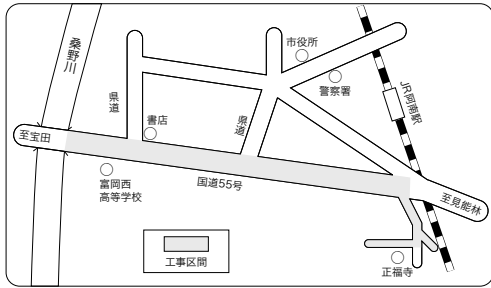 桑野川
市役所
警察署
JR阿南駅
県道
書店
県道
至宝田
富岡西
高等学校
国道55号
至見能林
工事区間
正福寺